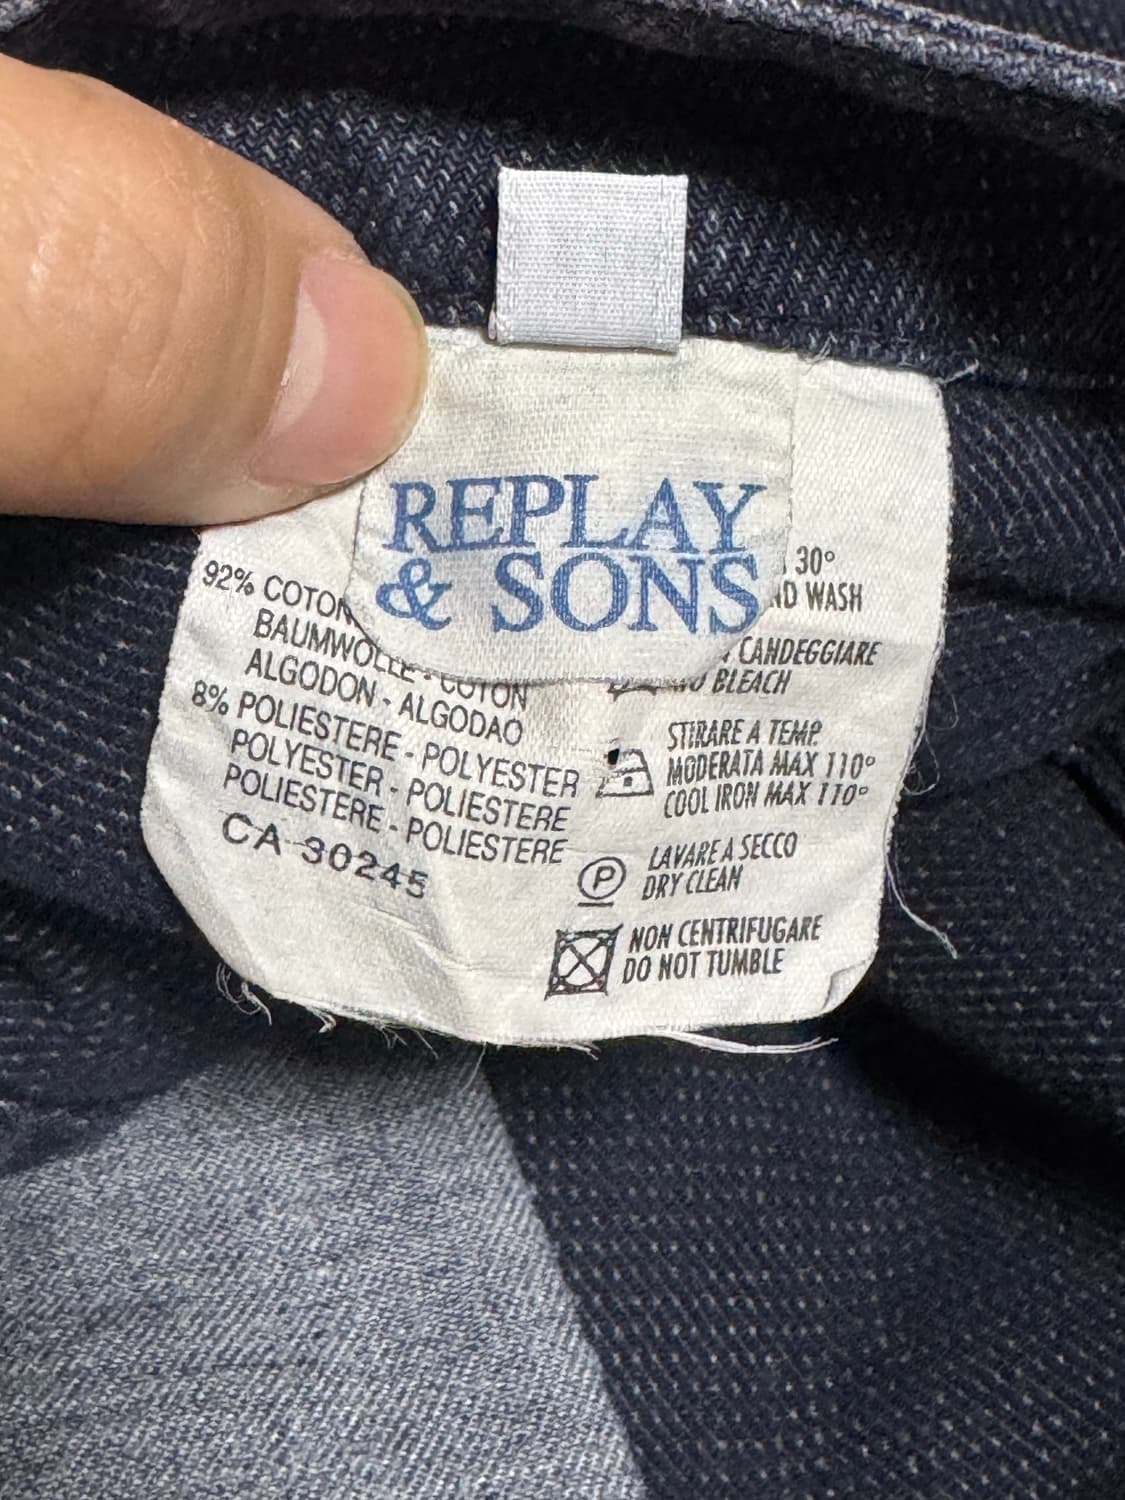 REPLAY
& SONS
92% COTON
BAUMWOLLE - COTON
ALGODON - ALGODAO
8% POLIESTERE - POLYESTER
POLYESTER - POLIESTERE
POLIESTERE - POLIESTERE
CA 30245
30°
WASH
CANDEGGIARE
NO BLEACH
STIRARE A TEMP.
MODERATA MAX 110°
COOL IRON MAX 110°
P
LAVARE A SECCO
DRY CLEAN
NON CENTRIFUGARE
DO NOT TUMBLE